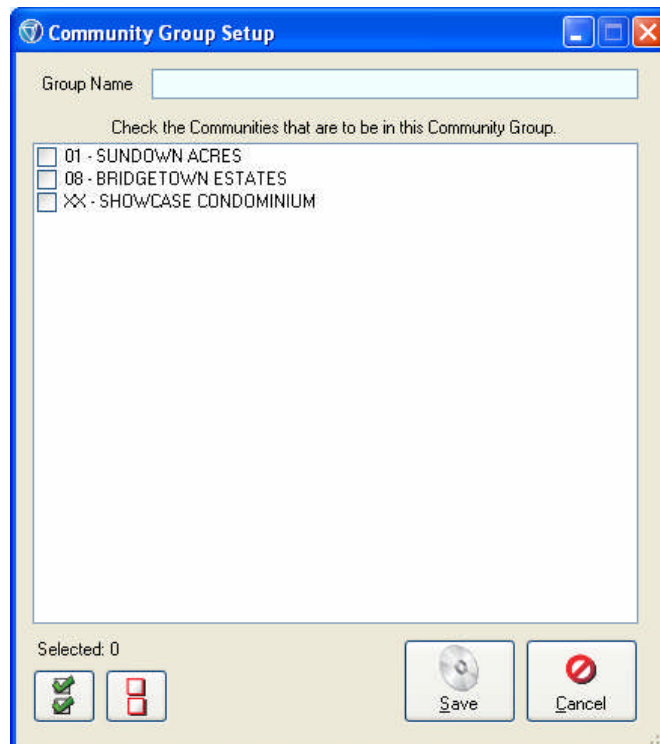 Community Group Setup
Group Name
Check the Communities that are to be in this Community Group.
01 - SUNDOWN ACRES
08 - BRIDGETOWN ESTATES
XX - SHOWCASE CONDOMINIUM
Selected: 0
Save
Cancel